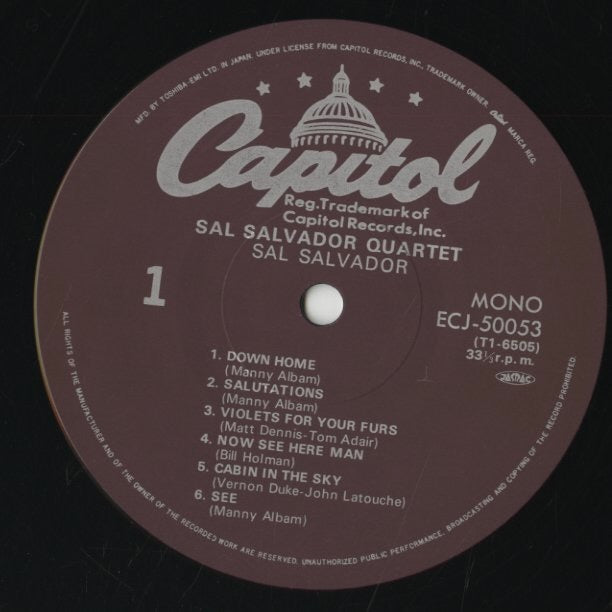 MFD. BY TOSHIBA-EMI LTD. IN JAPAN. UNDER LICENSE FROM CAPITOL RECORDS, INC., TRADEMARK OWNER. Capitol MARCA REG.
Capitol
Reg.Trademark of
Capitol Records,Inc.
SAL SALVADOR QUARTET
SAL SALVADOR
1
MONO
ECJ-50053
(T1-6505)
33⅓r.p.m.
JASRAC
1. DOWN HOME
(Manny Albam)
2. SALUTATIONS
(Manny Albam)
3. VIOLETS FOR YOUR FURS
(Matt Dennis-Tom Adair)
4. NOW SEE HERE MAN
(Bill Holman)
5. CABIN IN THE SKY
(Vernon Duke-John Latouche)
6. SEE
(Manny Albam)
ALL RIGHTS OF THE MANUFACTURER AND OF THE OWNER OF THE RECORDED WORK ARE RESERVED. UNAUTHORIZED PUBLIC PERFORMANCE, BROADCASTING AND COPYING OF THE RECORD PROHIBITED.